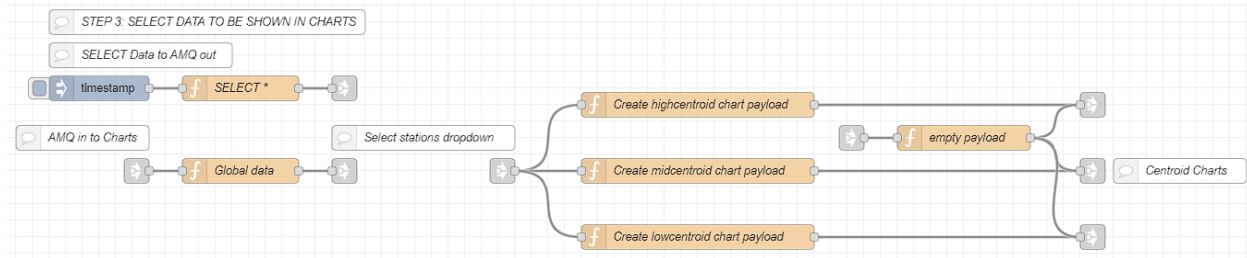 STEP 3: SELECT DATA TO BE SHOWN IN CHARTS
SELECT Data to AMQ out
timestamp
SELECT *
Create highcentroid chart payload
AMQ in to Charts
Select stations dropdown
empty payload
Global data
Create midcentroid chart payload
Centroid Charts
Create lowcentroid chart payload